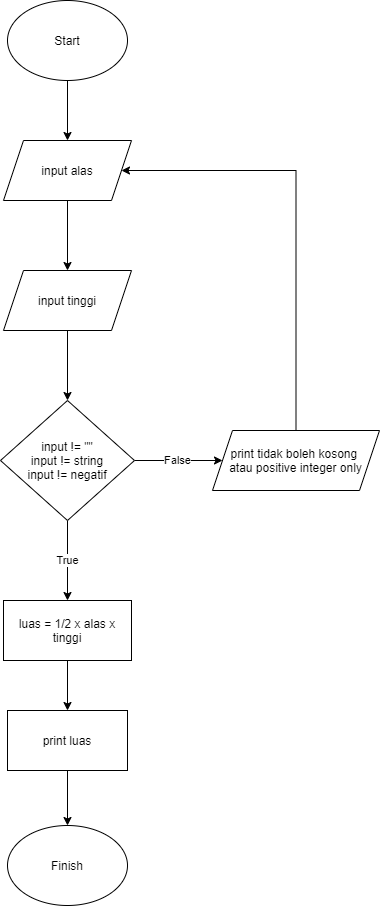 Start
input alas
input tinggi
input != ""
input != string
input != negatif
False
print tidak boleh kosong
atau positive integer only
True
luas = 1/2 x alas x
tinggi
print luas
Finish